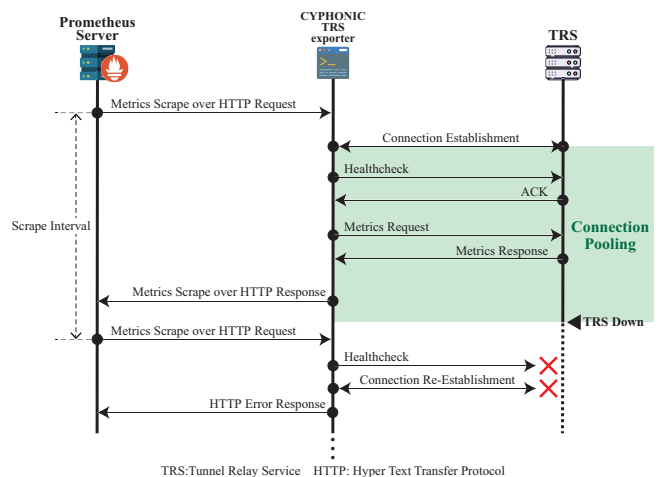 Prometheus
Server
CYPHONIC
TRS
exporter
TRS
Metrics Scrape over HTTP Request
Connection Establishment
Healthcheck
ACK
Scrape Interval
Metrics Request
Connection
Pooling
Metrics Response
Metrics Scrape over HTTP Response
TRS Down
Metrics Scrape over HTTP Request
Healthcheck
Connection Re-Establishment
HTTP Error Response
TRS:Tunnel Relay Service HTTP: Hyper Text Transfer Protocol